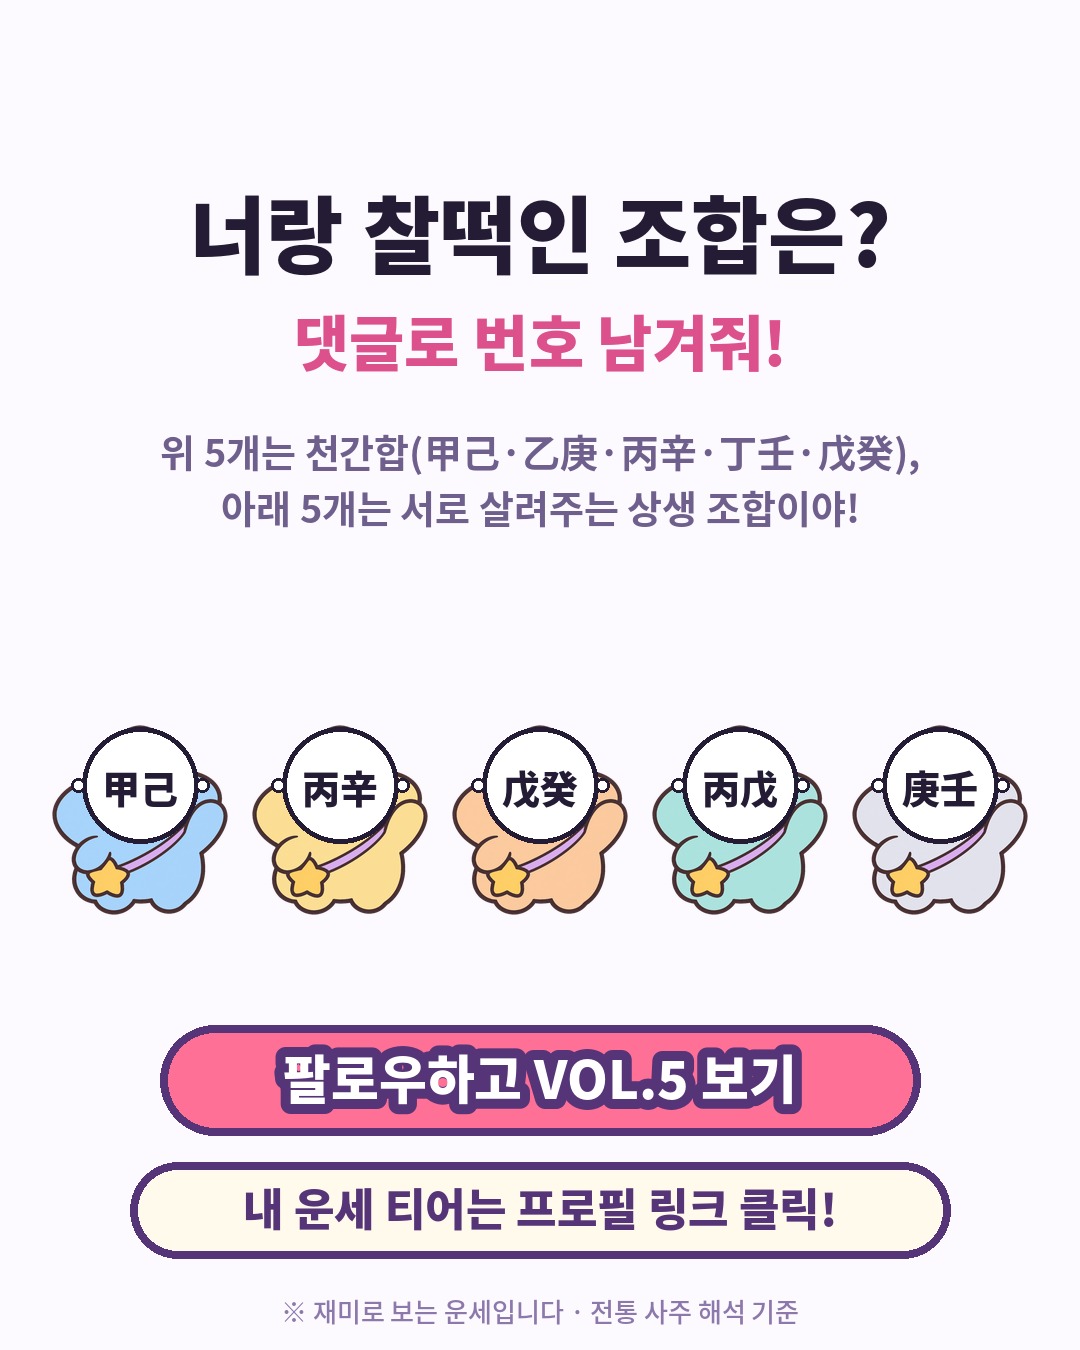 너랑 찰떡인 조합은?
댓글로 번호 남겨줘!
위 5개는 천간합(甲己·乙庚·丙辛·丁壬·戊癸),
아래 5개는 서로 살려주는 상생 조합이야!
甲己 丙辛 戊癸 丙戊 庚壬
팔로우하고 VOL.5 보기
내 운세 티어는 프로필 링크 클릭!
※ 재미로 보는 운세입니다 · 전통 사주 해석 기준